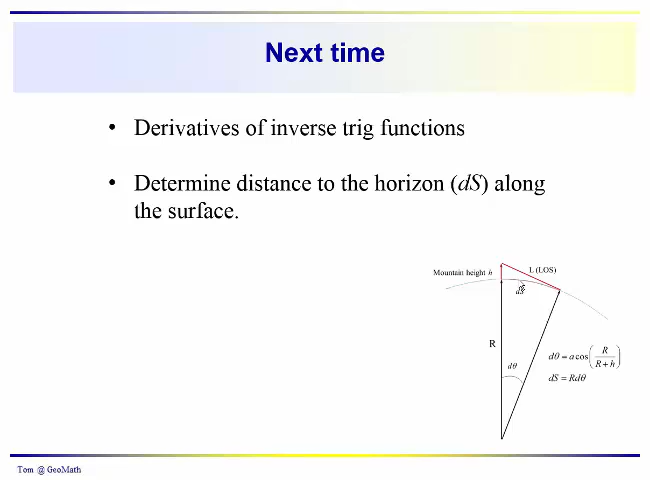 Next time
• Derivatives of inverse trig functions
• Determine distance to the horizon (dS) along
the surface.
Mountain height h
L (LOS)
dS
R
dθ
dθ = a cos(R / R + h)
dS = Rdθ
Tom @ GeoMath